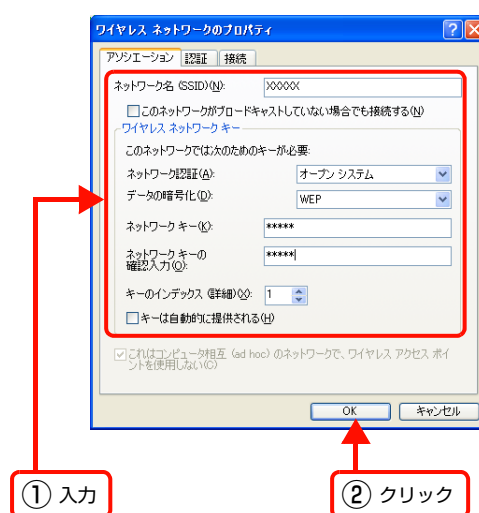 ワイヤレス ネットワークのプロパティ
アソシエーション 認証 接続
ネットワーク名 (SSID)(N): XXXXX
このネットワークがブロードキャストしていない場合でも接続する(N)
ワイヤレス ネットワーク キー
このネットワークでは次のためのキーが必要:
ネットワーク認証(A): オープン システム
データの暗号化(D): WEP
ネットワーク キー(K): *****
ネットワーク キーの
確認入力(O): *****
キーのインデックス (詳細)(X): 1
キーは自動的に提供される(H)
これはコンピュータ相互 (ad hoc) のネットワークで、ワイヤレス アクセス ポイ
ントを使用しない(C)
OK キャンセル
① 入力 ② クリック